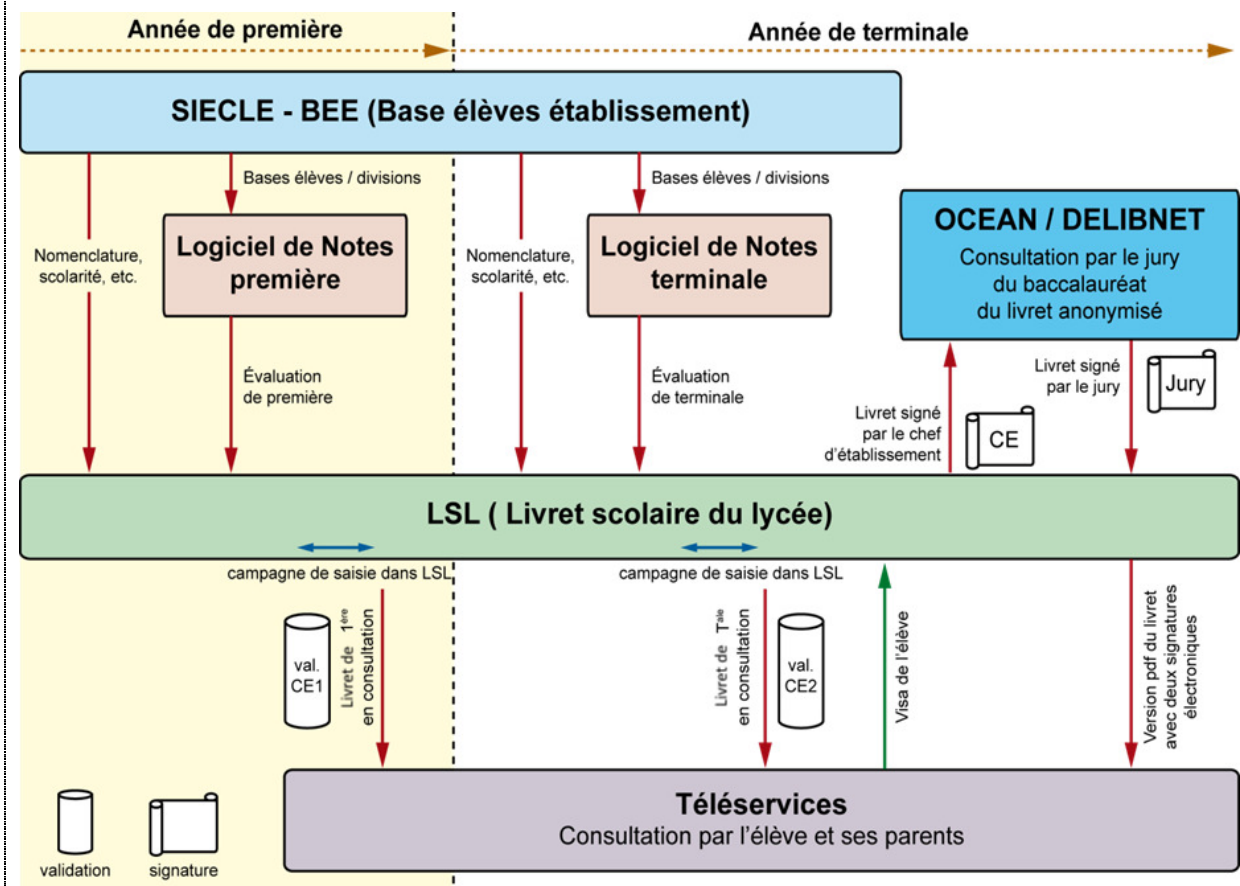 Année de première
Année de terminale
SIECLE - BEE (Base élèves établissement)
Bases élèves / divisions
Bases élèves / divisions
Nomenclature,
scolarité, etc.
Logiciel de Notes
première
Nomenclature,
scolarité, etc.
Logiciel de Notes
terminale
OCEAN / DELIBNET
Consultation par le jury
du baccalauréat
du livret anonymisé
Évaluation
de première
Évaluation
de terminale
Livret signé
par le chef
d'établissement
CE
Livret signé
par le jury
Jury
LSL ( Livret scolaire du lycée)
campagne de saisie dans LSL
campagne de saisie dans LSL
val.
CE1
Livret de 1ère
en consultation
Livret de Tale
en consultation
val.
CE2
Visa de l'élève
Version pdf du livret
avec deux signatures
électroniques
Téléservices
Consultation par l'élève et ses parents
validation
signature